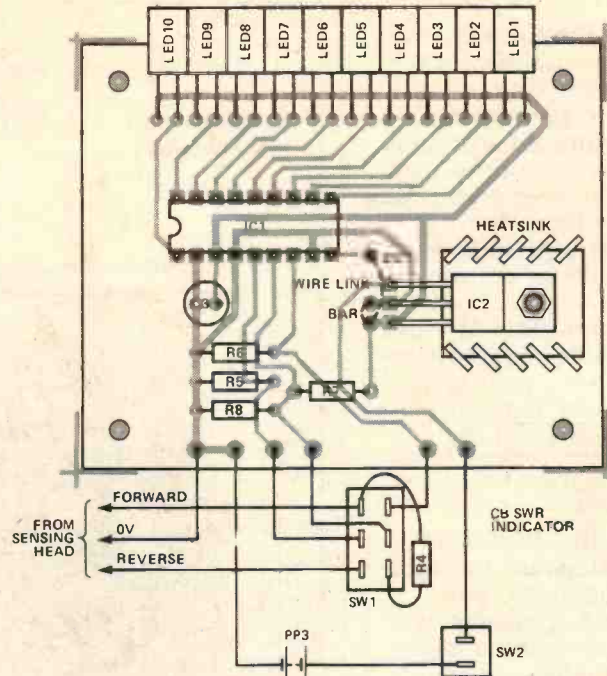 LED10 LED9 LED8 LED7 LED6 LED5 LED4 LED3 LED2 LED1
IC1
HEATSINK
WIRE LINK
IC2
BAR
R6
R5
R8
FORWARD
FROM
SENSING
HEAD
0V
REVERSE
CB SWR
INDICATOR
R4
SW1
PP3
SW2